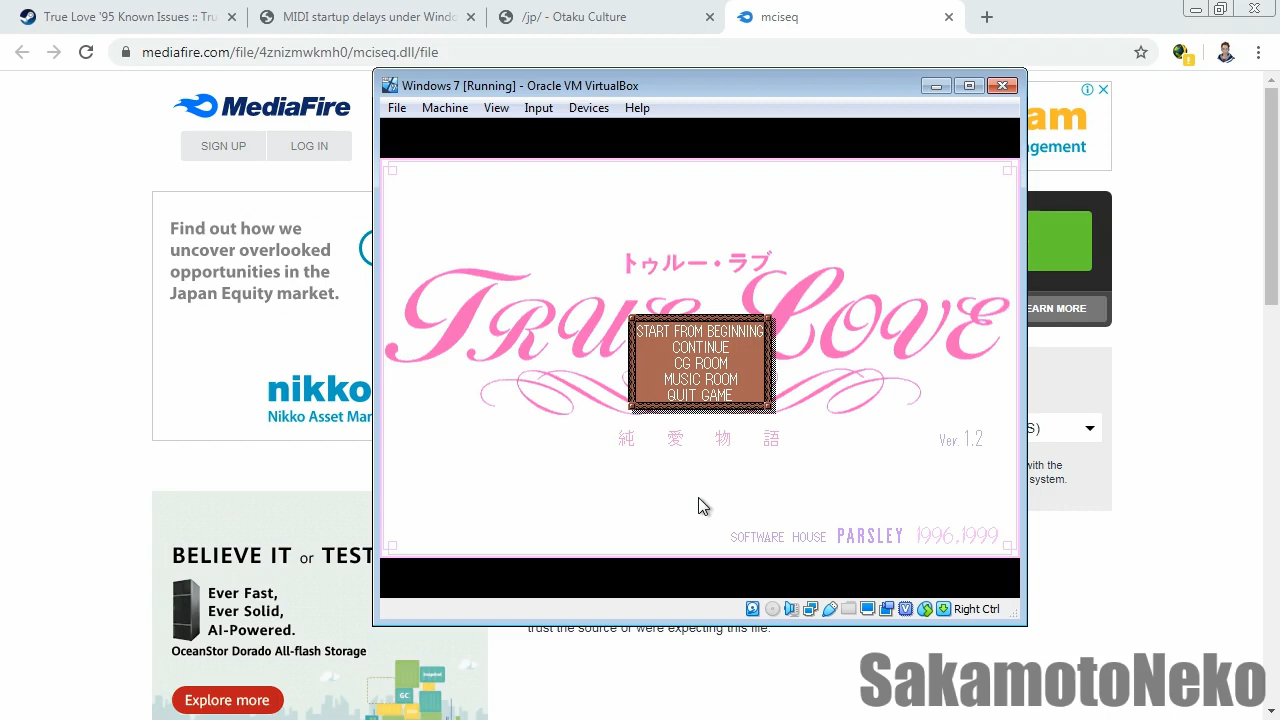 True Love '95 Known Issues :: Tru
MIDI startup delays under Windo
/jp/ - Otaku Culture
mciseq
mediafire.com/file/4znizmwkmh0/mciseq.dll/file
MediaFire
SIGN UP
LOG IN
Find out how we
uncover overlooked
opportunities in the
Japan Equity market.
nikko
Nikko Asset Mar
am
gement
EARN MORE
S)
with the
system.
BELIEVE IT or TEST
Ever Fast,
Ever Solid,
AI-Powered.
OceanStor Dorado All-flash Storage
GC
Explore more
Windows 7 [Running] - Oracle VM VirtualBox
File Machine View Input Devices Help
トゥルー・ラブ
TRUE LOVE
START FROM BEGINNING
CONTINUE
CG ROOM
MUSIC ROOM
QUIT GAME
純愛物語
Ver. 1.2
SOFTWARE HOUSE PARSLEY 1996,1999
Right Ctrl
trust the source or were expecting this file.
SakamotoNeko